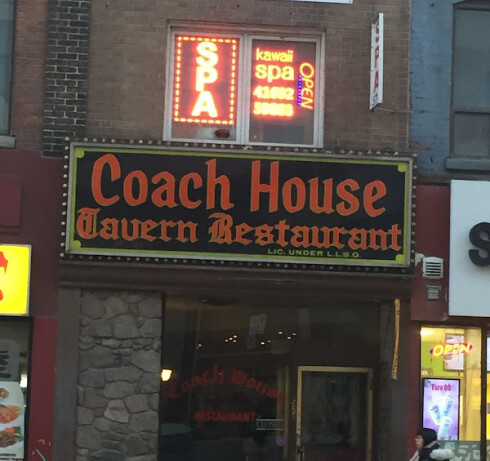 SPA
kawaii
spa
OPEN
SPA
Coach House
Tavern Restaurant
LIC. UNDER L.L.B.O.
Coach House
RESTAURANT
OPEN